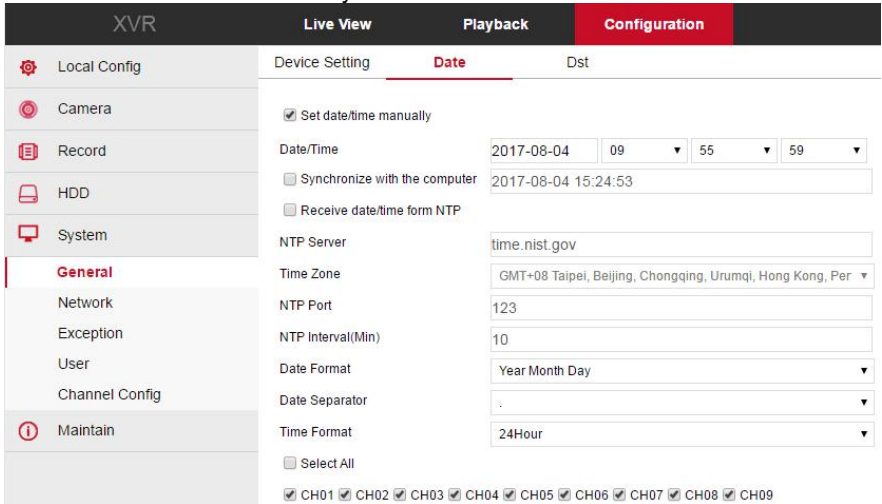 XVR Live View Playback Configuration
Local Config
Camera
Record
HDD
System
General
Network
Exception
User
Channel Config
Maintain
Device Setting Date Dst
Set date/time manually
Date/Time 2017-08-04 09 55 59
Synchronize with the computer 2017-08-04 15:24:53
Receive date/time form NTP
NTP Server time.nist.gov
Time Zone GMT+08 Taipei, Beijing, Chongqing, Urumqi, Hong Kong, Per
NTP Port 123
NTP Interval(Min) 10
Date Format Year Month Day
Date Separator .
Time Format 24Hour
Select All
CH01 CH02 CH03 CH04 CH05 CH06 CH07 CH08 CH09